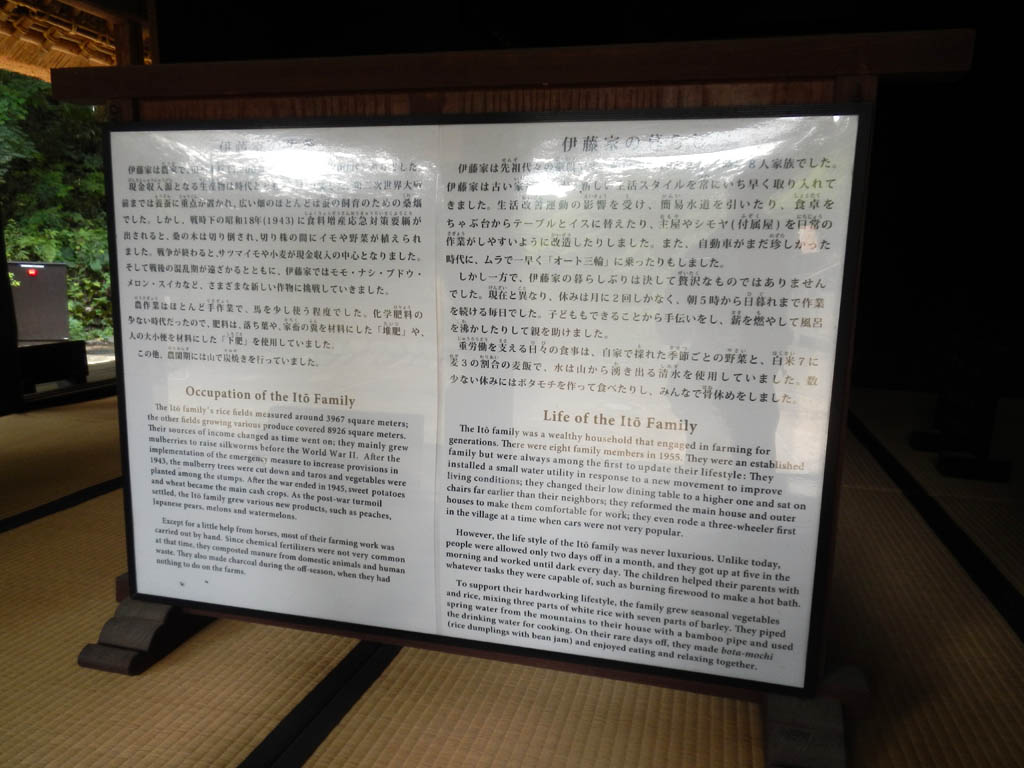 伊藤家は農
現金収入源となる生産物は時代と
前までは養蚕に重点が置かれ、広い畑のほとんどは蚕の飼育のための桑畑
でした。しかし、戦時下の昭和18年(1943)に食料増産応急対策要綱が
出されると、桑の木は切り倒され、切り株の間にイモや野菜が植えられ
ました。戦争が終わると、サツマイモや小麦が現金収入の中心となりました。
そして戦後の混乱期が遠ざかるとともに、伊藤家ではモモ・ナシ・ブドウ・
メロン・スイカなど、さまざまな新しい作物に挑戦していきました。
農作業はほとんど手作業で、馬を少し使う程度でした。化学肥料の
少ない時代だったので、肥料は、落ち葉や、家畜の糞を材料にした「堆肥」や、
人の大小便を材料にした「下肥」を使用していました。
この他、農閑期には山で炭焼きを行っていました。
Occupation of the Itō Family
The Itō family's rice fields measured around 3967 square meters;
the other fields growing various produce covered 8926 square meters.
Their sources of income changed as time went on; they mainly grew
mulberries to raise silkworms before the World War II. After the
implementation of the emergency measure to increase provisions in
1943, the mulberry trees were cut down and taros and vegetables were
planted among the stumps. After the war ended in 1945, sweet potatoes
and wheat became the main cash crops. As the post-war turmoil
settled, the Itō family grew various new products, such as peaches,
Japanese pears, melons and watermelons.
Except for a little help from horses, most of their farming work was
carried out by hand. Since chemical fertilizers were not very common
at that time, they composted manure from domestic animals and human
waste. They also made charcoal during the off-season, when they had
nothing to do on the farms.
伊藤家の暮らし
伊藤家は先祖代々の 8人家族でした。
伊藤家は古い 新しい生活スタイルを常にいち早く取り入れて
きました。生活改善運動の影響を受け、簡易水道を引いたり、食卓を
ちゃぶ台からテーブルとイスに替えたり、主屋やシモヤ(付属屋)を日常の
作業がしやすいように改造したりしました。また、自動車がまだ珍しかった
時代に、ムラで一早く「オート三輪」に乗ったりもしました。
しかし一方で、伊藤家の暮らしぶりは決して贅沢なものではありません
でした。現在と異なり、休みは月に2回しかなく、朝5時から日暮れまで作業
を続ける毎日でした。子どももできることから手伝いをし、薪を燃やして風呂
を沸かしたりして親を助けました。
重労働を支える日々の食事は、自家で採れた季節ごとの野菜と、白米7に
麦3の割合の麦飯で、水は山から湧き出る清水を使用していました。数
少ない休みにはボタモチを作って食べたりし、みんなで骨休めをしました。
Life of the Itō Family
The Itō family was a wealthy household that engaged in farming for
generations. There were eight family members in 1955. They were an established
family but were always among the first to update their lifestyle: They
installed a small water utility in response to a new movement to improve
living conditions; they changed their low dining table to a higher one and sat on
chairs far earlier than their neighbors; they reformed the main house and outer
houses to make them comfortable for work; they even rode a three-wheeler first
in the village at a time when cars were not very popular.
However, the life style of the Itō family was never luxurious. Unlike today,
people were allowed only two days off in a month, and they got up at five in the
morning and worked until dark every day. The children helped their parents with
whatever tasks they were capable of, such as burning firewood to make a hot bath.
To support their hardworking lifestyle, the family grew seasonal vegetables
and rice, mixing three parts of white rice with seven parts of barley. They piped
spring water from the mountains to their house with a bamboo pipe and used
the drinking water for cooking. On their rare days off, they made bota-mochi
(rice dumplings with bean jam) and enjoyed eating and relaxing together.